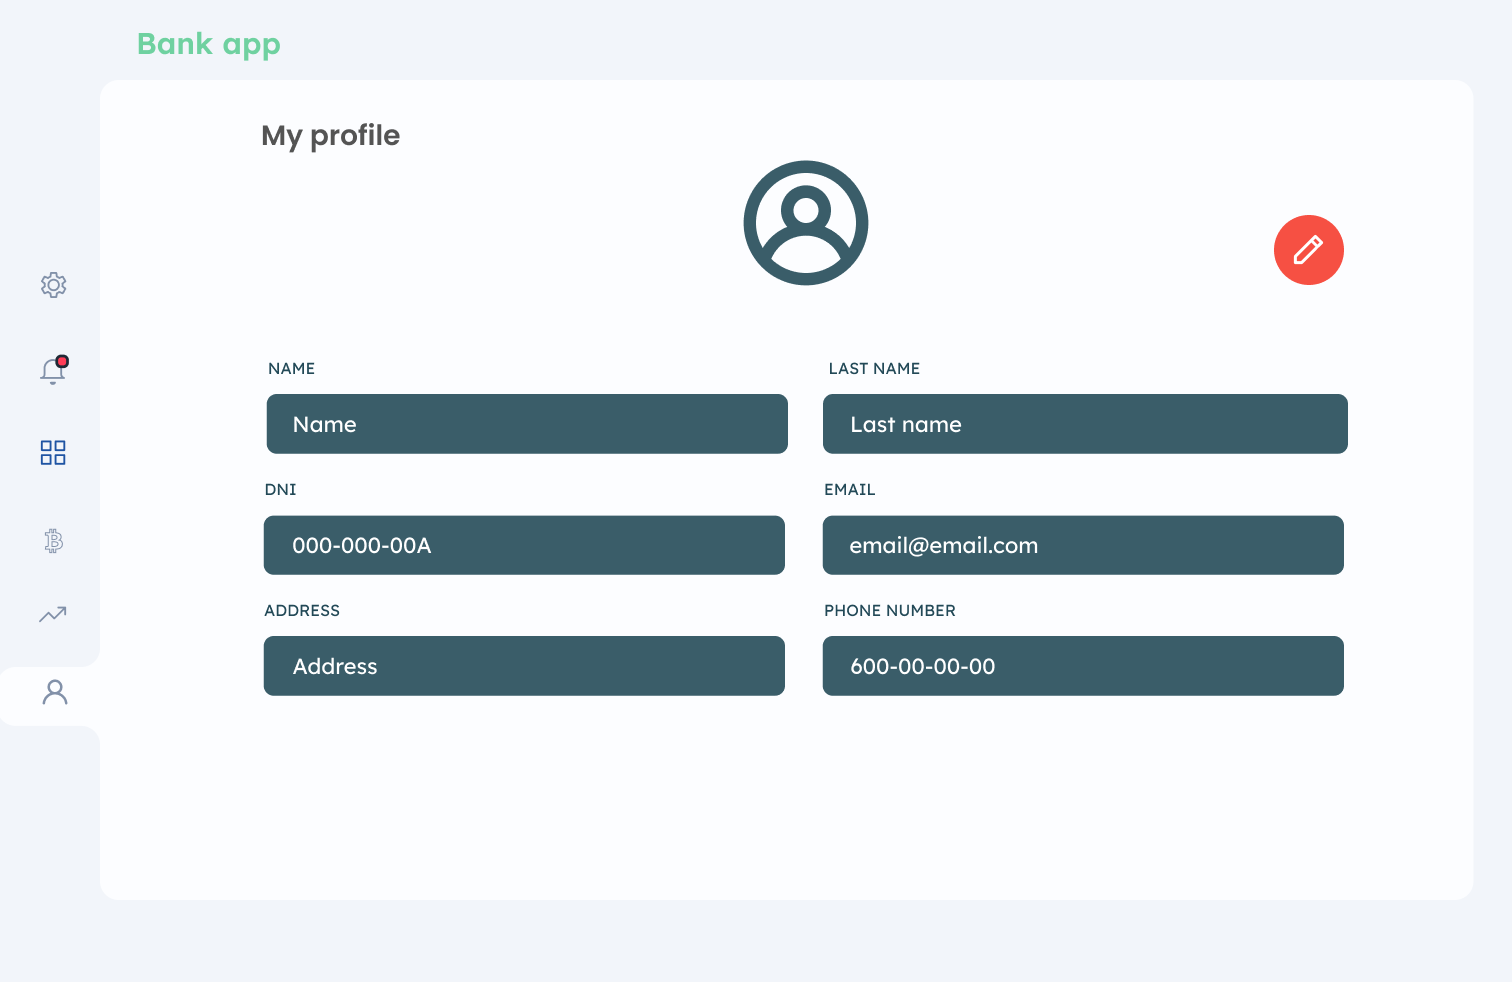 Bank app
My profile
NAME
LAST NAME
Name
Last name
DNI
EMAIL
000-000-00A
email@email.com
ADDRESS
PHONE NUMBER
Address
600-00-00-00